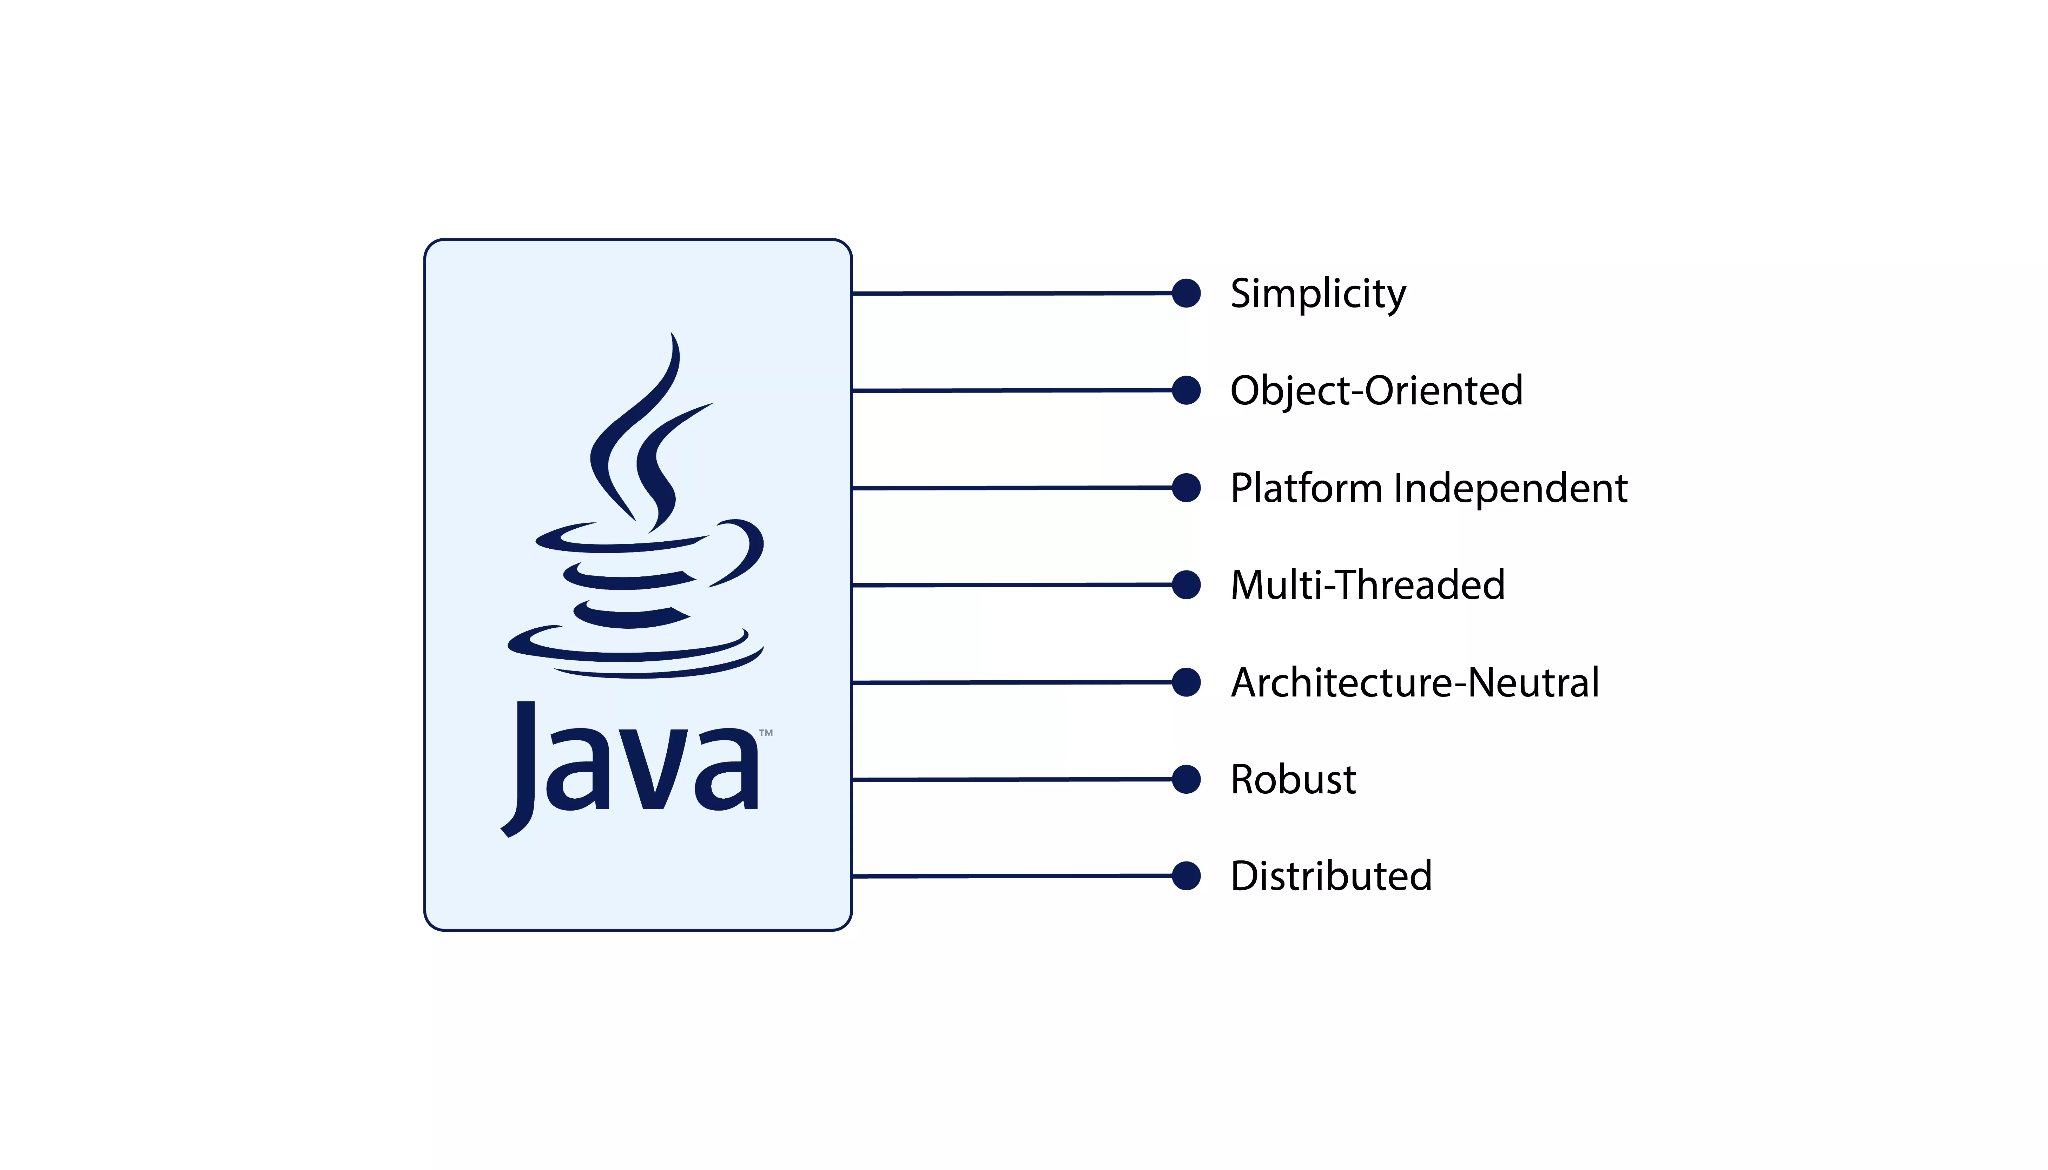 Simplicity
Object-Oriented
Platform Independent
Multi-Threaded
Architecture-Neutral
Robust
Distributed
Java™